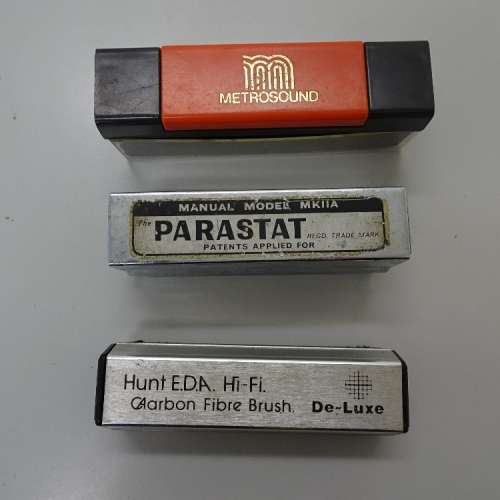 METROSOUND
MANUAL MODEL MKIIA
The PARASTAT REGD. TRADE MARK
PATENTS APPLIED FOR
Hunt E.D.A. Hi-Fi.
CAarbon Fibre Brush. De-Luxe